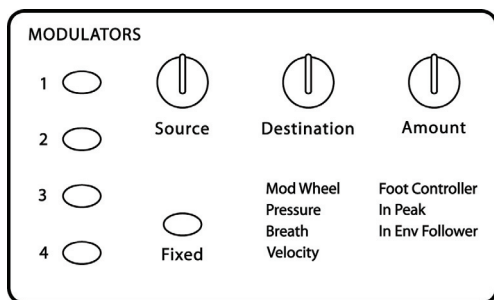 MODULATORS
1
2
3
4
Source Destination Amount
Fixed
Mod Wheel
Pressure
Breath
Velocity
Foot Controller
In Peak
In Env Follower